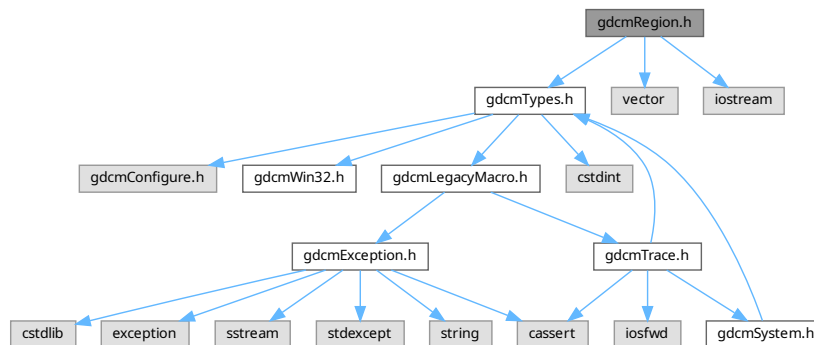 gdcmRegion.h
gdcmTypes.h
vector
iostream
gdcmConfigure.h
gdcmWin32.h
gdcmLegacyMacro.h
cstdint
gdcmException.h
gdcmTrace.h
cstdlib
exception
sstream
stdexcept
string
cassert
iosfwd
gdcmSystem.h